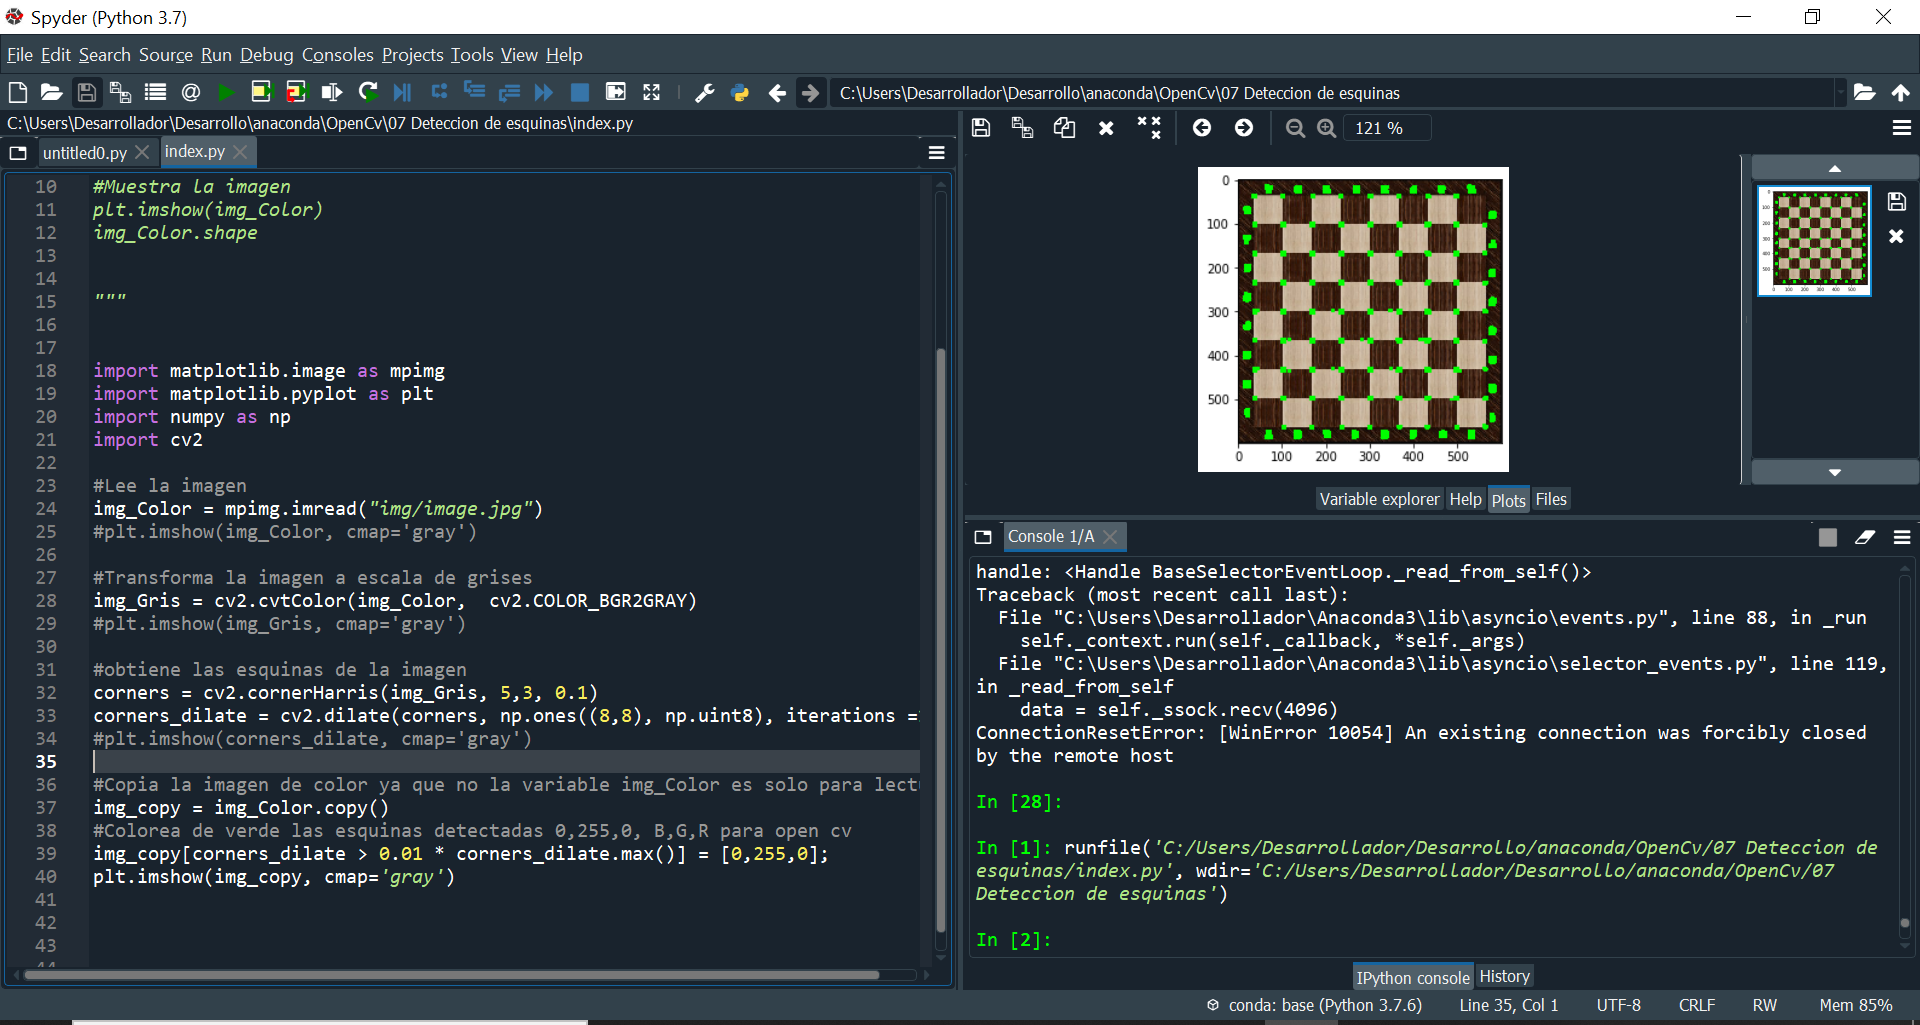 Spyder (Python 3.7)
File Edit Search Source Run Debug Consoles Projects Tools View Help
C:\Users\Desarrollador\Desarrollo\anaconda\OpenCv\07 Deteccion de esquinas
C:\Users\Desarrollador\Desarrollo\anaconda\OpenCv\07 Deteccion de esquinas\index.py
untitled0.py index.py
10 #Muestra la imagen
11 plt.imshow(img_Color)
12 img_Color.shape
13
14
15 """
16
17
18 import matplotlib.image as mpimg
19 import matplotlib.pyplot as plt
20 import numpy as np
21 import cv2
22
23 #Lee la imagen
24 img_Color = mpimg.imread("img/image.jpg")
25 #plt.imshow(img_Color, cmap='gray')
26
27 #Transforma la imagen a escala de grises
28 img_Gris = cv2.cvtColor(img_Color,  cv2.COLOR_BGR2GRAY)
29 #plt.imshow(img_Gris, cmap='gray')
30
31 #obtiene las esquinas de la imagen
32 corners = cv2.cornerHarris(img_Gris, 5,3, 0.1)
33 corners_dilate = cv2.dilate(corners, np.ones((8,8), np.uint8), iterations =
34 #plt.imshow(corners_dilate, cmap='gray')
35
36 #Copia la imagen de color ya que no la variable img_Color es solo para lect
37 img_copy = img_Color.copy()
38 #Colorea de verde las esquinas detectadas 0,255,0, B,G,R para open cv
39 img_copy[corners_dilate > 0.01 * corners_dilate.max()] = [0,255,0];
40 plt.imshow(img_copy, cmap='gray')
41
42
43
44
121 %
0
100
200
300
400
500
0 100 200 300 400 500
Variable explorer Help Plots Files
Console 1/A
handle: <Handle BaseSelectorEventLoop._read_from_self()>
Traceback (most recent call last):
File "C:\Users\Desarrollador\Anaconda3\lib\asyncio\events.py", line 88, in _run
self._context.run(self._callback, *self._args)
File "C:\Users\Desarrollador\Anaconda3\lib\asyncio\selector_events.py", line 119,
in _read_from_self
data = self._ssock.recv(4096)
ConnectionResetError: [WinError 10054] An existing connection was forcibly closed
by the remote host
In [28]:
In [1]: runfile('C:/Users/Desarrollador/Desarrollo/anaconda/OpenCv/07 Deteccion de
esquinas/index.py', wdir='C:/Users/Desarrollador/Desarrollo/anaconda/OpenCv/07
Deteccion de esquinas')
In [2]:
IPython console History
conda: base (Python 3.7.6) Line 35, Col 1 UTF-8 CRLF RW Mem 85%